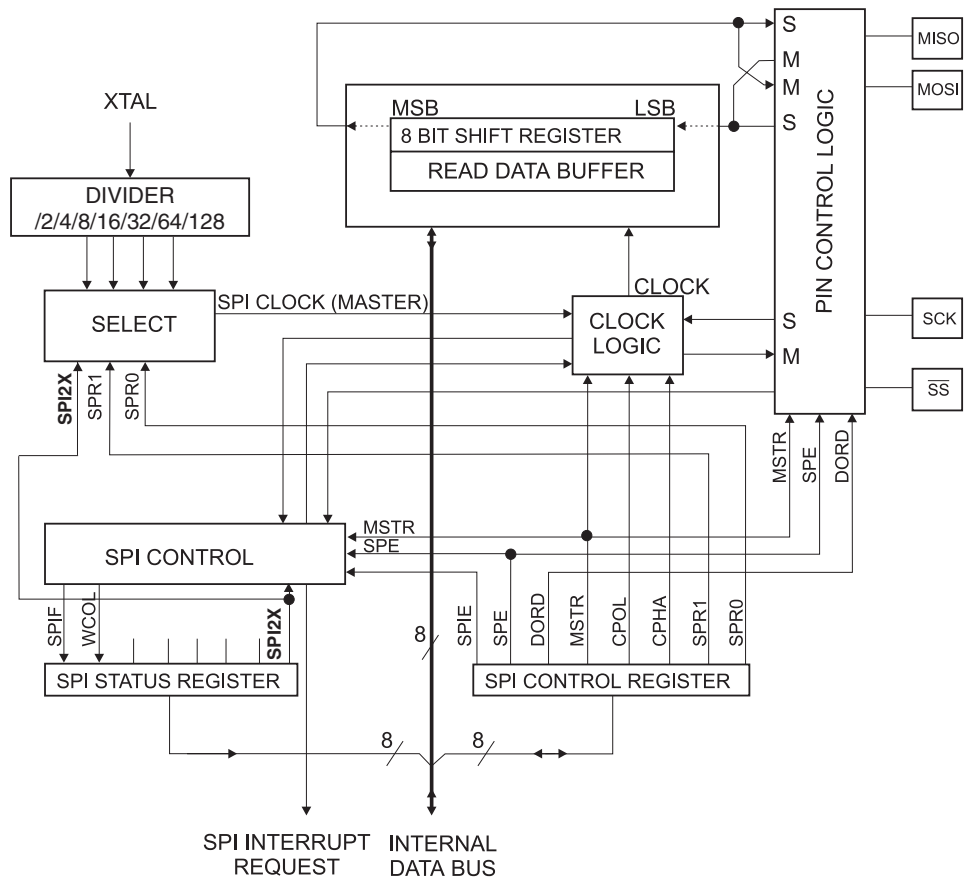 S
MISO
M
MOSI
M
S
MSB
LSB
8 BIT SHIFT REGISTER
READ DATA BUFFER
XTAL
DIVIDER
/2/4/8/16/32/64/128
PIN CONTROL LOGIC
SPI CLOCK (MASTER)
SELECT
CLOCK
CLOCK
LOGIC
S
M
SCK
SS
SPI2X
SPR1
SPR0
MSTR
SPE
DORD
MSTR
SPE
SPI CONTROL
SPIF
WCOL
SPI2X
8
SPIE
SPE
DORD
MSTR
CPOL
CPHA
SPR1
SPR0
SPI STATUS REGISTER
SPI CONTROL REGISTER
8
8
SPI INTERRUPT
REQUEST
INTERNAL
DATA BUS